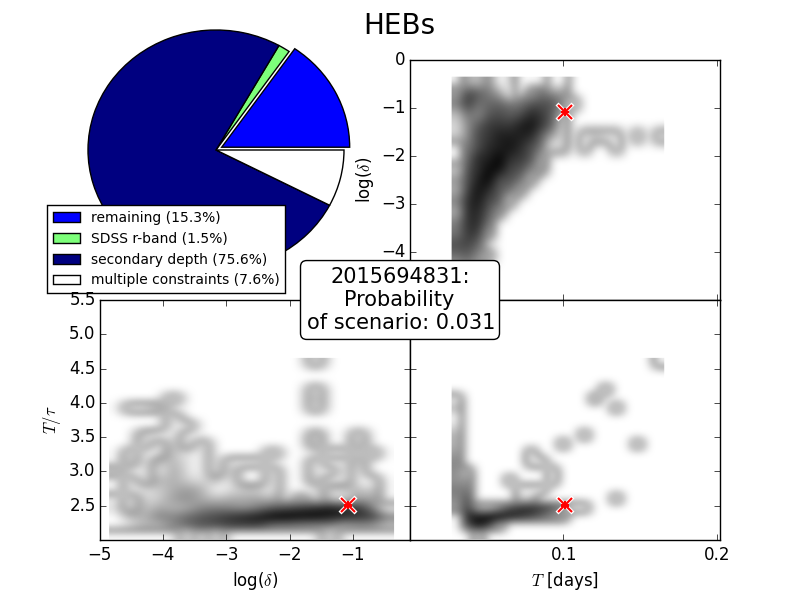 HEBs
remaining (15.3%)
SDSS r-band (1.5%)
secondary depth (75.6%)
multiple constraints (7.6%)
0
−1
−2
−3
−4
log(δ)
2015694831:
Probability
of scenario: 0.031
5.5
5.0
4.5
4.0
3.5
3.0
2.5
T/τ
−5 −4 −3 −2 −1
log(δ)
0.1 0.2
T [days]